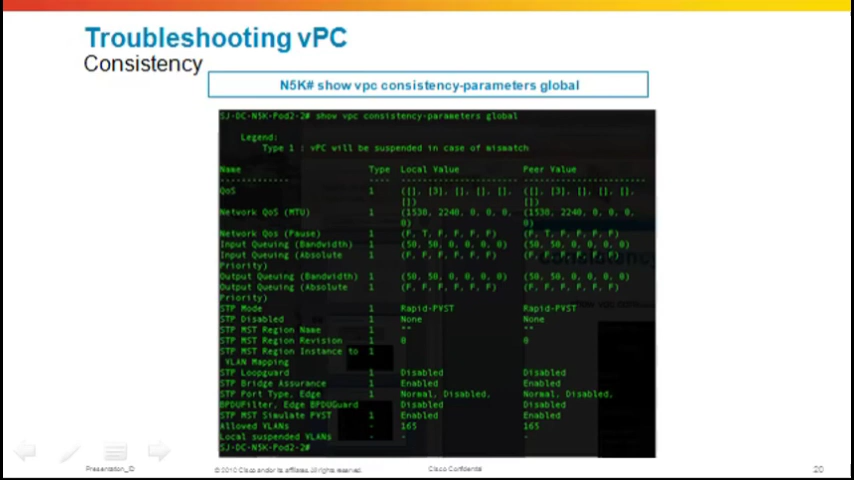 Troubleshooting vPC
Consistency
N5K# show vpc consistency-parameters global
SJ-DC-N5K-Pod2-2# show vpc consistency-parameters global
Legend:
Type 1 : vPC will be suspended in case of mismatch
Name Type Local Value Peer Value
------------- ---- ---------------------- -----------------------
QoS 1 ([], [3], [], [], [], ([], [3], [], [], [],
[]) [])
Network QoS (MTU) 1 (1538, 2240, 0, 0, 0, (1538, 2240, 0, 0, 0,
0) 0)
Network Qos (Pause) 1 (F, T, F, F, F, F) (F, T, F, F, F, F)
Input Queuing (Bandwidth) 1 (50, 50, 0, 0, 0, 0) (50, 50, 0, 0, 0, 0)
Input Queuing (Absolute 1 (F, F, F, F, F, F) (F, F, F, F, F, F)
Priority)
Output Queuing (Bandwidth) 1 (50, 50, 0, 0, 0, 0) (50, 50, 0, 0, 0, 0)
Output Queuing (Absolute 1 (F, F, F, F, F, F) (F, F, F, F, F, F)
Priority)
STP Mode 1 Rapid-PVST Rapid-PVST
STP Disabled 1 None None
STP MST Region Name 1 "" ""
STP MST Region Revision 1 0 0
STP MST Region Instance to 1
VLAN Mapping
STP Loopguard 1 Disabled Disabled
STP Bridge Assurance 1 Enabled Enabled
STP Port Type, Edge 1 Normal, Disabled, Normal, Disabled,
BPDUFilter, Edge BPDUGuard Disabled Disabled
STP MST Simulate PVST 1 Enabled Enabled
Allowed VLANs - 165 165
Local suspended VLANs - - -
SJ-DC-N5K-Pod2-2#
Presentation_ID
© 2010 Cisco and/or its affiliates. All rights reserved.
Cisco Confidential
20